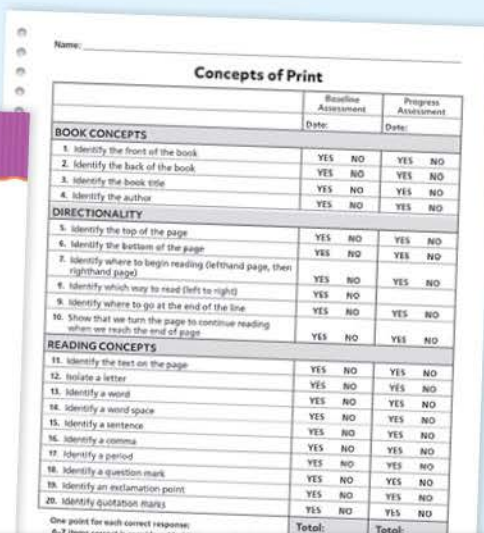 Name:
Concepts of Print
Baseline Assessment
Progress Assessment
Date: Date:
BOOK CONCEPTS
1. Identify the front of the book YES NO YES NO
2. Identify the back of the book YES NO YES NO
3. Identify the book title YES NO YES NO
4. Identify the author YES NO YES NO
DIRECTIONALITY
5. Identify the top of the page YES NO YES NO
6. Identify the bottom of the page YES NO YES NO
7. Identify where to begin reading (lefthand page, then
righthand page) YES NO YES NO
8. Identify which way to read (left to right) YES NO
9. Identify where to go at the end of the line YES NO YES NO
10. Show that we turn the page to continue reading
when we reach the end of page YES NO YES NO
READING CONCEPTS
11. Identify the text on the page YES NO YES NO
12. Isolate a letter YES NO YES NO
13. Identify a word YES NO YES NO
14. Identify a word space YES NO YES NO
15. Identify a sentence YES NO YES NO
16. Identify a comma YES NO YES NO
17. Identify a period YES NO YES NO
18. Identify a question mark YES NO YES NO
19. Identify an exclamation point YES NO YES NO
20. Identify quotation marks YES NO YES NO
One point for each correct response: Total: Total: